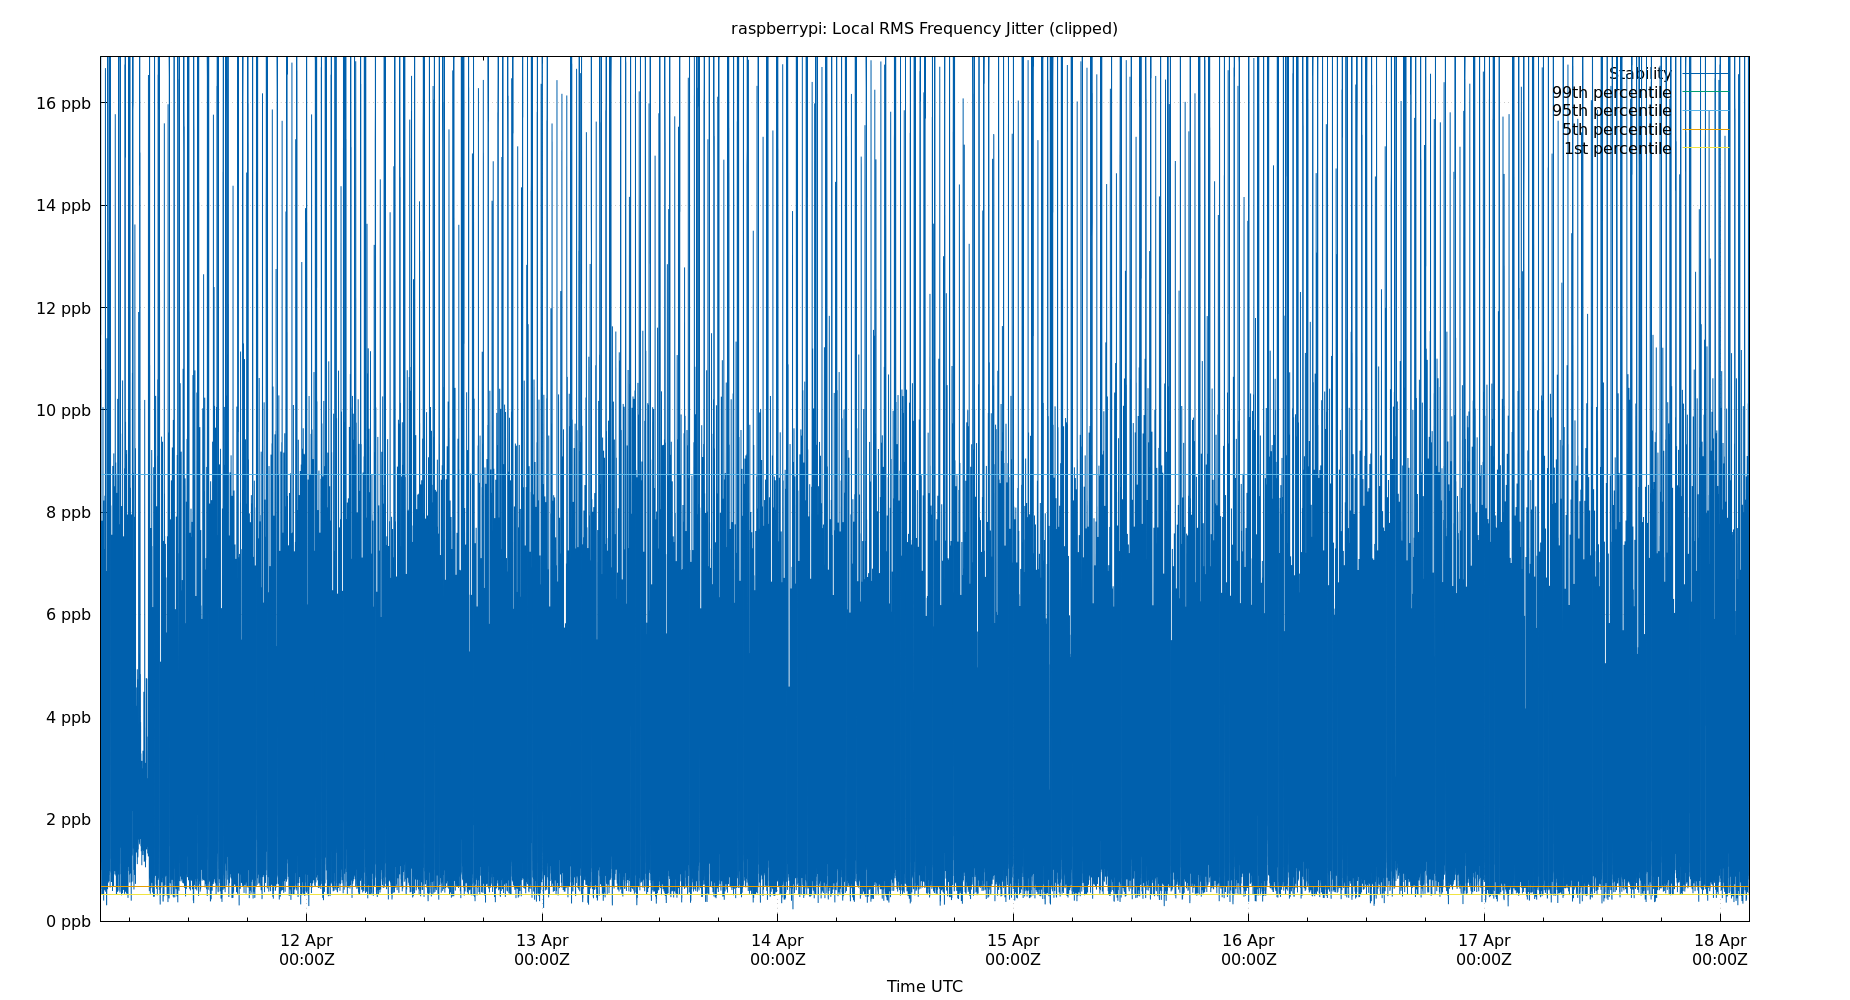 raspberrypi: Local RMS Frequency Jitter (clipped)
Stability
99th percentile
95th percentile
5th percentile
1st percentile
16 ppb
14 ppb
12 ppb
10 ppb
8 ppb
6 ppb
4 ppb
2 ppb
0 ppb
12 Apr 13 Apr 14 Apr 15 Apr 16 Apr 17 Apr 18 Apr
00:00Z 00:00Z 00:00Z 00:00Z 00:00Z 00:00Z 00:00Z
Time UTC